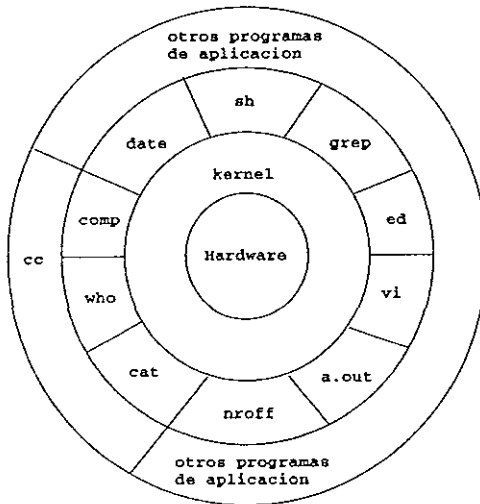 otros programas
de aplicacion
sh
date
grep
kernel
comp
ed
cc
Hardware
who
vi
cat
a.out
nroff
otros programas
de aplicacion